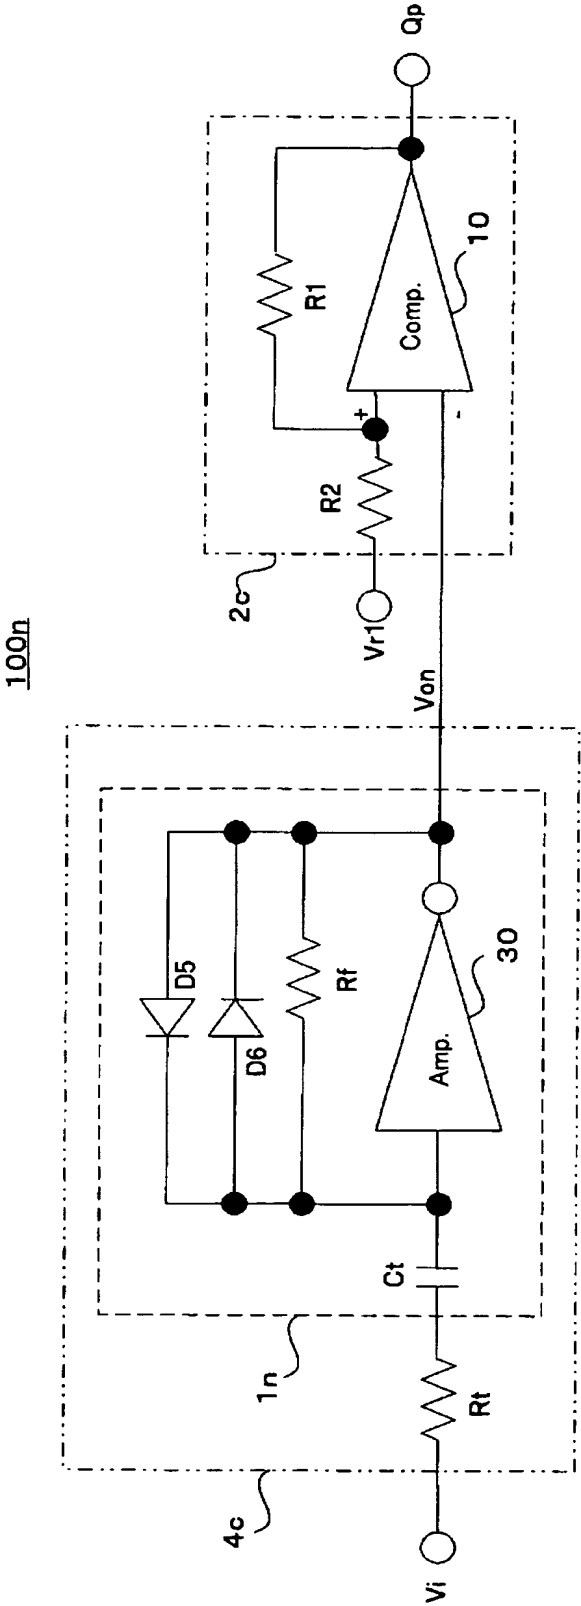 100n
4c
1n
2c
Vi
Rt
Ct
Amp.
30
Rf
D6
D5
Von
Vr1
R2
+
-
R1
Comp.
10
Qp